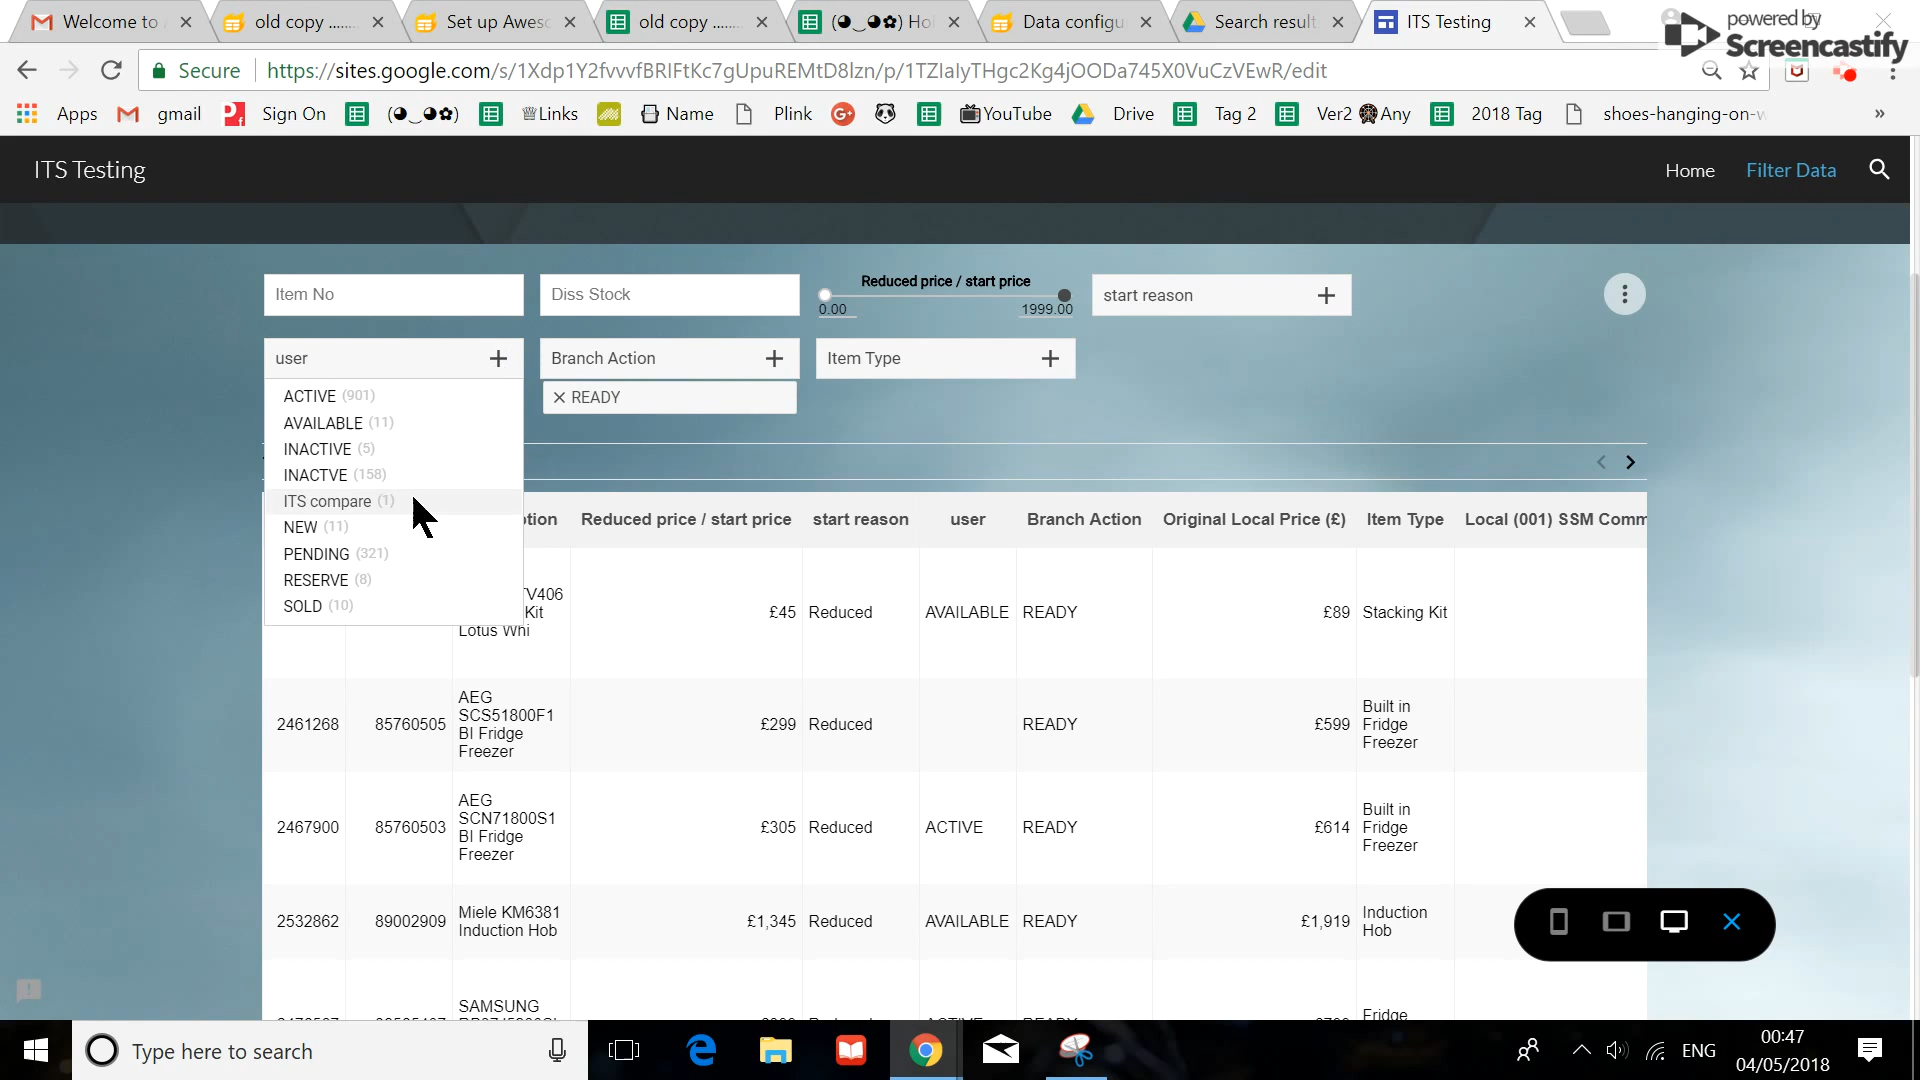 Welcome to
old copy ........
Set up Aweso
old copy ........
Data configu
Search result
ITS Testing
powered by
Screencastify
Secure
https://sites.google.com/s/1Xdp1Y2fvvvfBRIFtKc7gUpuREMtD8lzn/p/1TZIaIyTHgc2Kg4jOODa745X0VuCzVEwR/edit
Apps gmail Sign On (◕‿◕✿) ♕Links Name Plink YouTube Drive Tag 2 Ver2 Any 2018 Tag shoes-hanging-on-w »
ITS Testing
Home Filter Data
Item No
Diss Stock
Reduced price / start price
0.00 1999.00
start reason
user
Branch Action
Item Type
READY
ACTIVE (901)
AVAILABLE (11)
INACTIVE (5)
INACTVE (158)
ITS compare (1)
NEW (11)
PENDING (321)
RESERVE (8)
SOLD (10)
ption Reduced price / start price start reason user Branch Action Original Local Price (£) Item Type Local (001) SSM Comm
TV406
Kit
Lotus Whi
£45 Reduced AVAILABLE READY £89 Stacking Kit
2461268 85760505
AEG
SCS51800F1
BI Fridge
Freezer
£299 Reduced READY £599
Built in
Fridge
Freezer
2467900 85760503
AEG
SCN71800S1
BI Fridge
Freezer
£305 Reduced ACTIVE READY £614
Built in
Fridge
Freezer
2532862 89002909
Miele KM6381
Induction Hob
£1,345 Reduced AVAILABLE READY £1,919
Induction
Hob
SAMSUNG
Fridge
Type here to search
ENG
00:47
04/05/2018